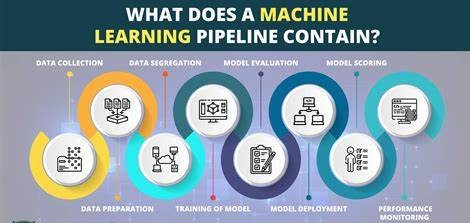 WHAT DOES A MACHINE
LEARNING PIPELINE CONTAIN?
DATA COLLECTION
DATA SEGREGATION
MODEL EVALUATION
MODEL SCORING
DATA PREPARATION
TRAINING OF MODEL
MODEL DEPLOYMENT
PERFORMANCE
MONITORING